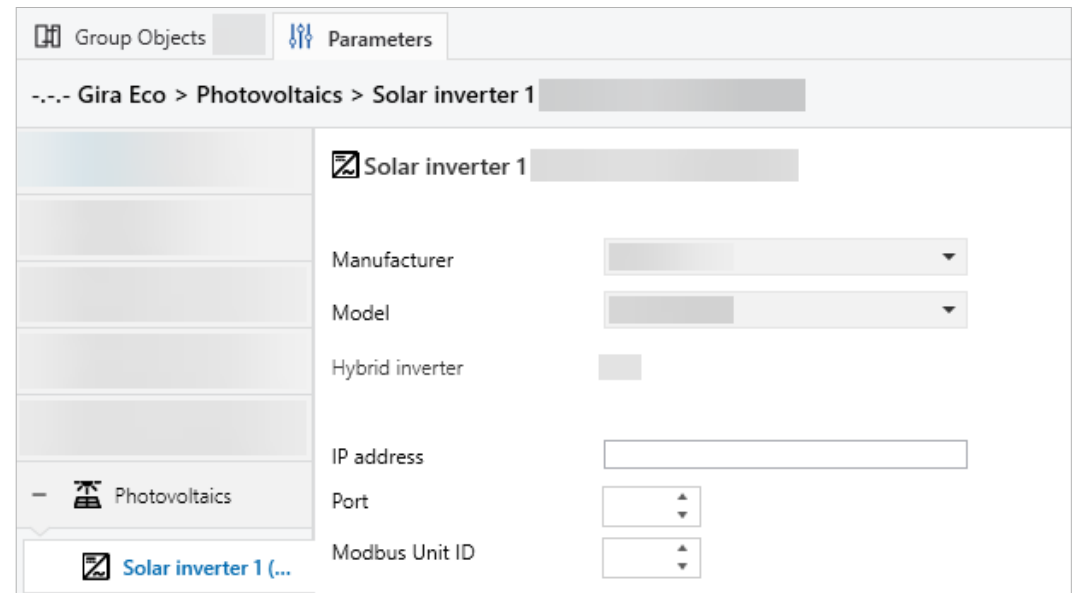 Group Objects
Parameters
-.-.- Gira Eco > Photovoltaics > Solar inverter 1
Solar inverter 1
Manufacturer
Model
Hybrid inverter
IP address
Port
Modbus Unit ID
Photovoltaics
Solar inverter 1 (...